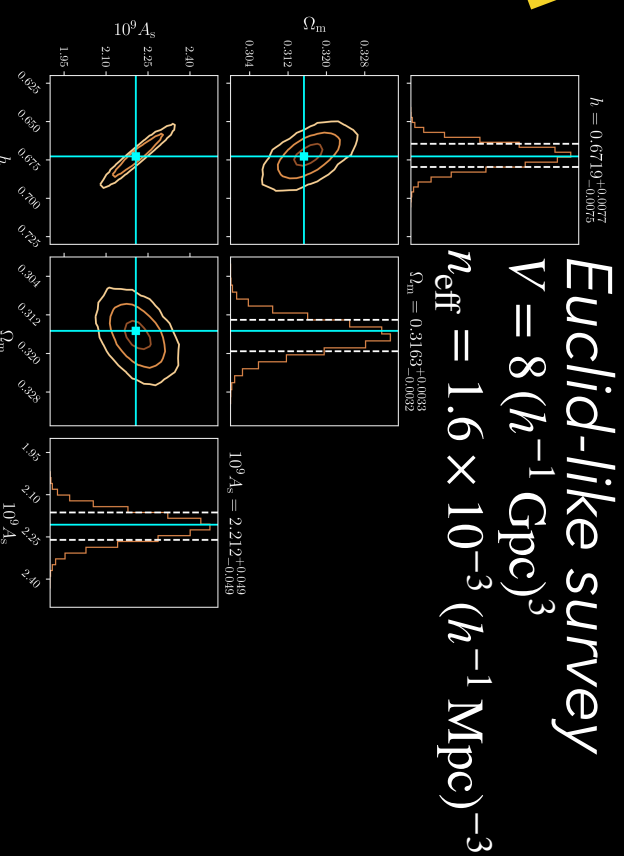 Euclid-like survey
V = 8 (h⁻¹ Gpc)³
n_eff = 1.6 × 10⁻³ (h⁻¹ Mpc)⁻³
h = 0.6719^{+0.0077}_{-0.0075}
Ω_m = 0.3163^{+0.0033}_{-0.0032}
10⁹A_s = 2.212^{+0.049}_{-0.049}
Ω_m
0.328
0.320
0.312
0.304
10⁹A_s
2.40
2.25
2.10
1.95
0.625 0.650 0.675 0.700 0.725
h
0.304 0.312 0.320 0.328
Ω_m
1.95 2.10 2.25 2.40
10⁹A_s